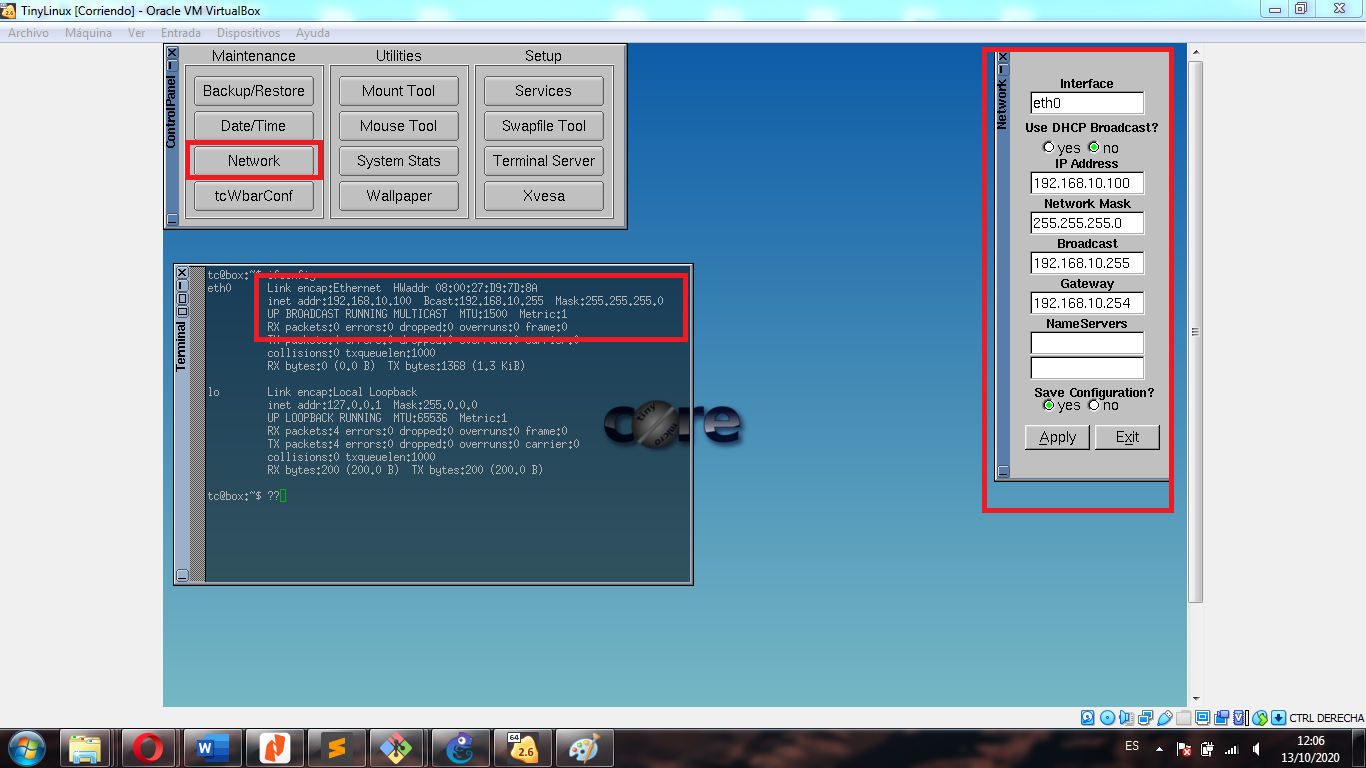 TinyLinux [Corriendo] - Oracle VM VirtualBox
Archivo Máquina Ver Entrada Dispositivos Ayuda
ControlPanel
Maintenance Utilities Setup
Backup/Restore Mount Tool Services
Date/Time Mouse Tool Swapfile Tool
Network System Stats Terminal Server
tcWbarConf Wallpaper Xvesa
Network
Interface
eth0
Use DHCP Broadcast?
yes no
IP Address
192.168.10.100
Network Mask
255.255.255.0
Broadcast
192.168.10.255
Gateway
192.168.10.254
NameServers
Save Configuration?
yes no
Apply Exit
Terminal
tc@box:~$ ifconfig
eth0 Link encap:Ethernet HWaddr 08:00:27:D9:7D:8A
inet addr:192.168.10.100 Bcast:192.168.10.255 Mask:255.255.255.0
UP BROADCAST RUNNING MULTICAST MTU:1500 Metric:1
RX packets:0 errors:0 dropped:0 overruns:0 frame:0
TX packets:4 errors:0 dropped:0 overruns:0 carrier:0
collisions:0 txqueuelen:1000
RX bytes:0 (0.0 B) TX bytes:1368 (1.3 KiB)
lo Link encap:Local Loopback
inet addr:127.0.0.1 Mask:255.0.0.0
UP LOOPBACK RUNNING MTU:65536 Metric:1
RX packets:4 errors:0 dropped:0 overruns:0 frame:0
TX packets:4 errors:0 dropped:0 overruns:0 carrier:0
collisions:0 txqueuelen:1000
RX bytes:200 (200.0 B) TX bytes:200 (200.0 B)
tc@box:~$ ??
core
tiny
micro
CTRL DERECHA
64
2.6
ES
12:06
13/10/2020